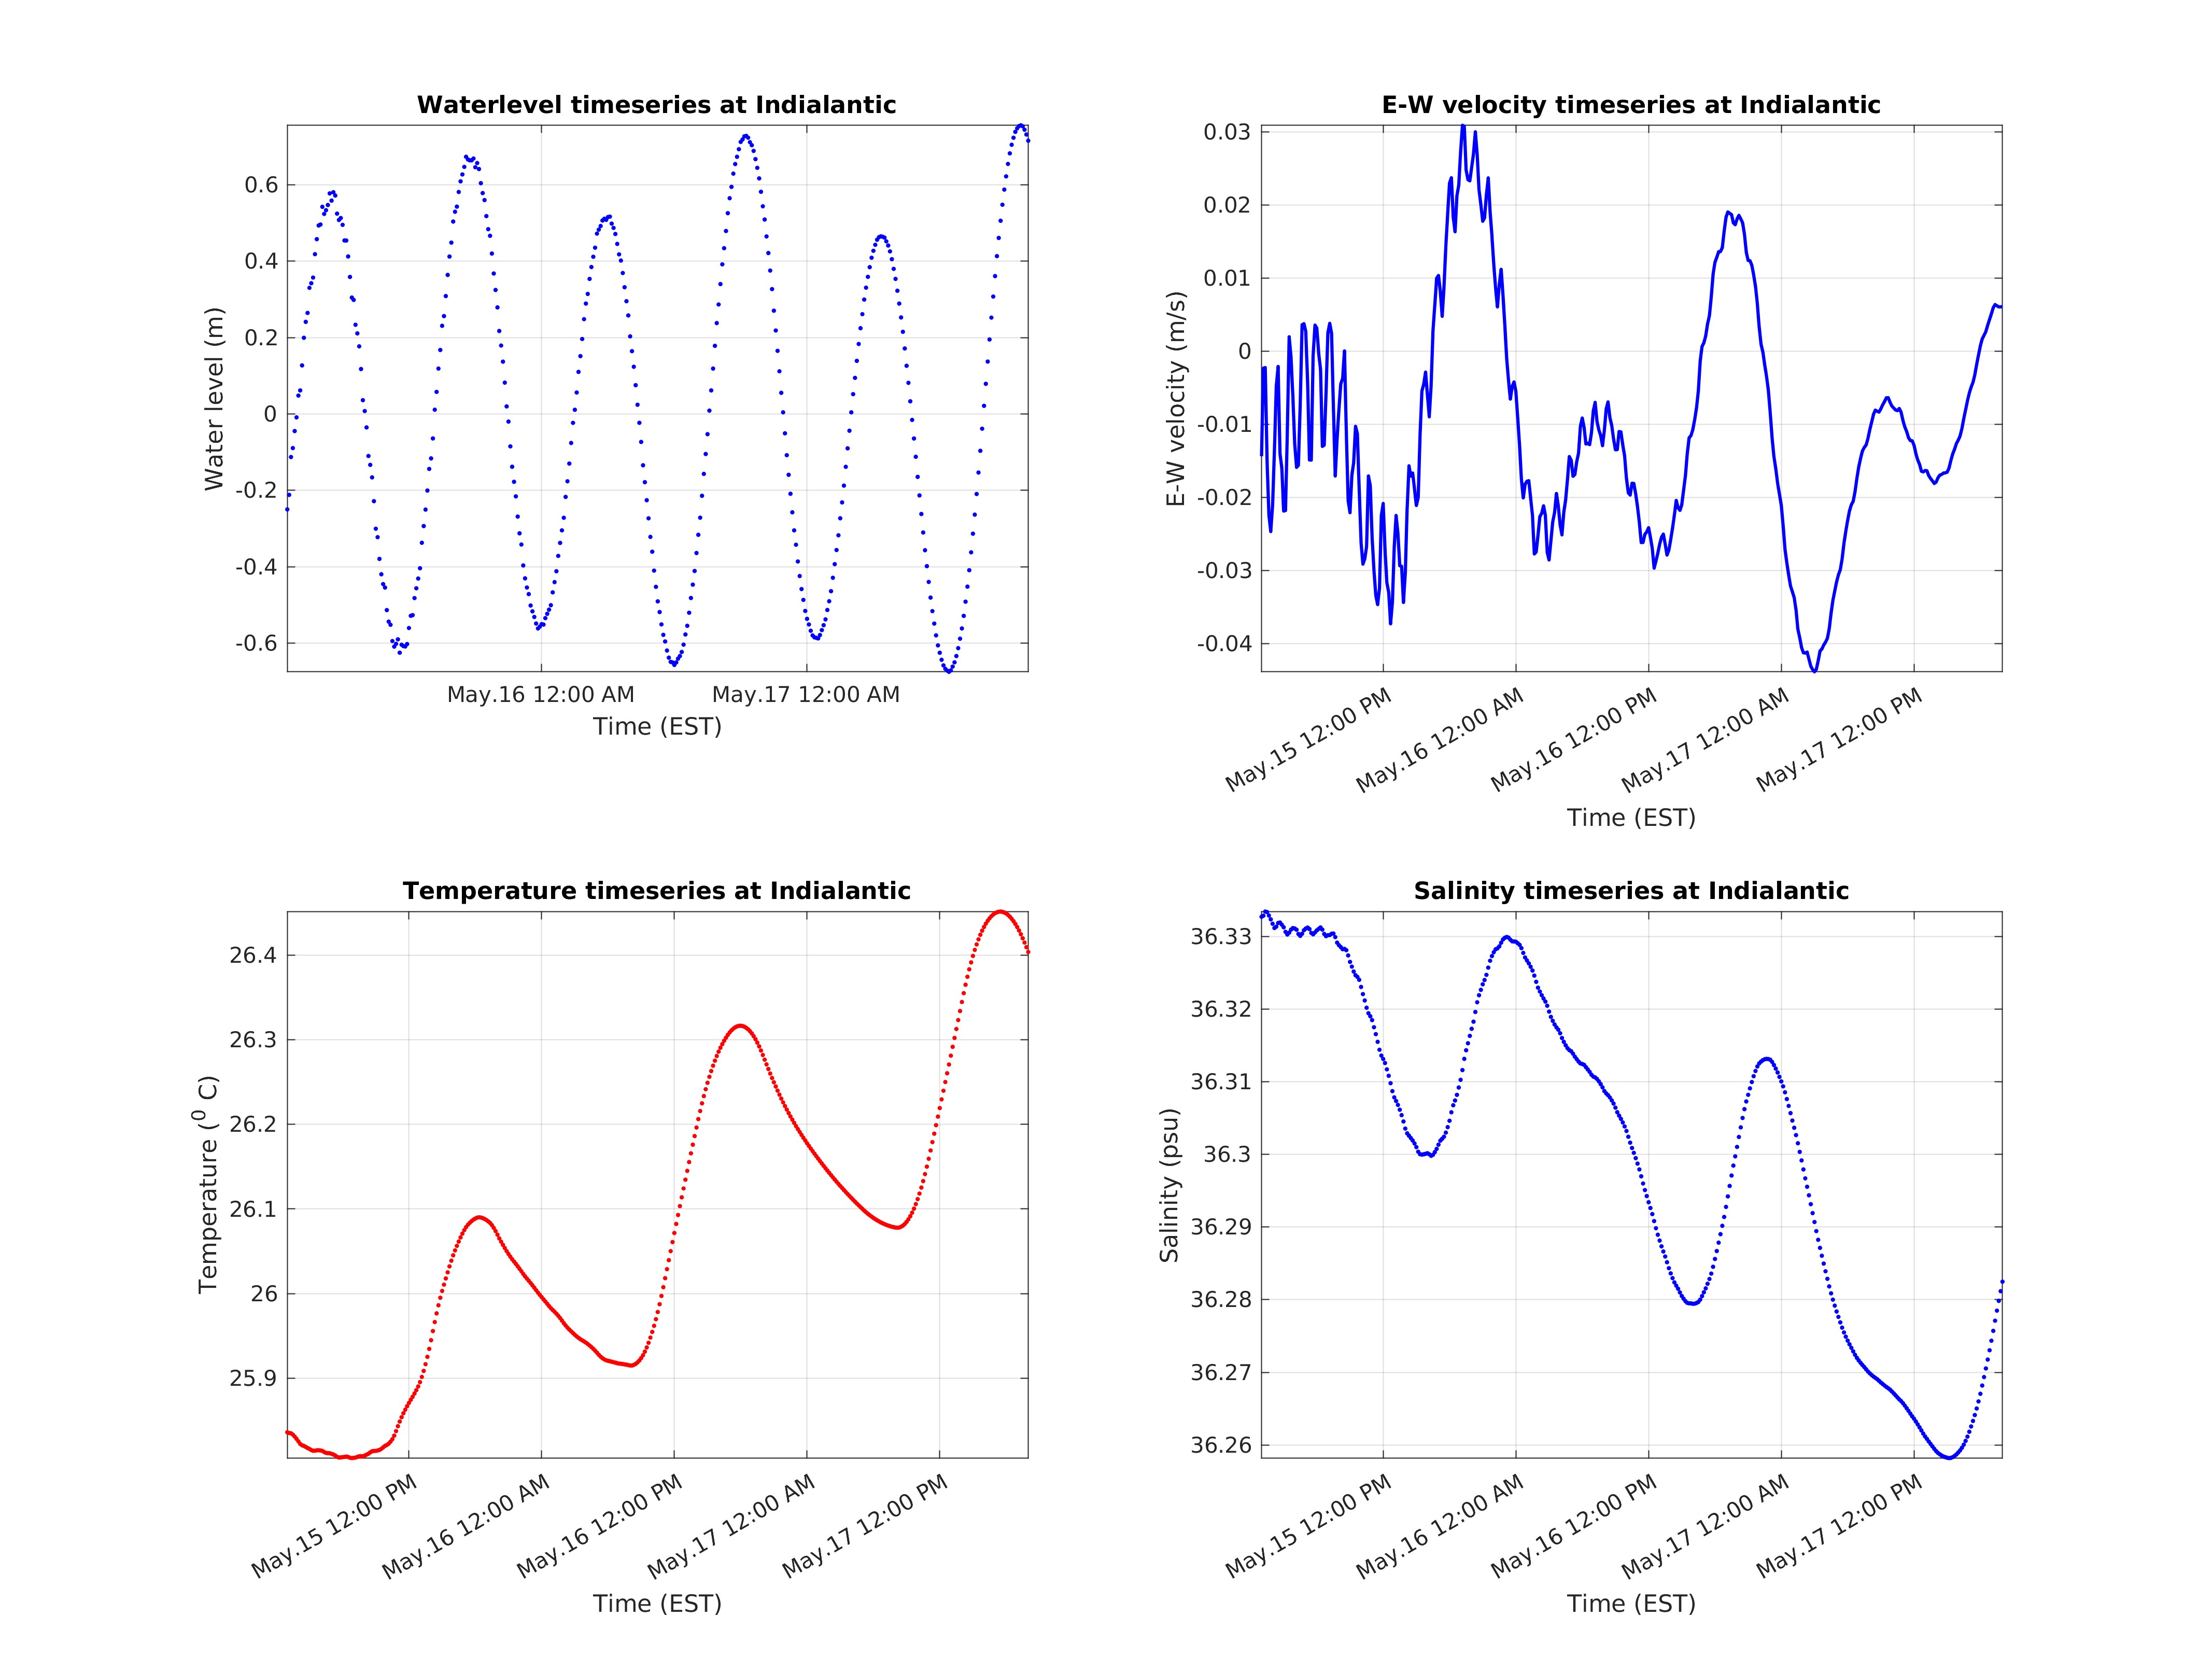 Waterlevel timeseries at Indialantic
Water level (m)
0.6
0.4
0.2
0
-0.2
-0.4
-0.6
May.16 12:00 AM
May.17 12:00 AM
Time (EST)
E-W velocity timeseries at Indialantic
E-W velocity (m/s)
0.03
0.02
0.01
0
-0.01
-0.02
-0.03
-0.04
May.15 12:00 PM
May.16 12:00 AM
May.16 12:00 PM
May.17 12:00 AM
May.17 12:00 PM
Time (EST)
Temperature timeseries at Indialantic
Temperature (⁰ C)
26.4
26.3
26.2
26.1
26
25.9
May.15 12:00 PM
May.16 12:00 AM
May.16 12:00 PM
May.17 12:00 AM
May.17 12:00 PM
Time (EST)
Salinity timeseries at Indialantic
Salinity (psu)
36.33
36.32
36.31
36.3
36.29
36.28
36.27
36.26
May.15 12:00 PM
May.16 12:00 AM
May.16 12:00 PM
May.17 12:00 AM
May.17 12:00 PM
Time (EST)